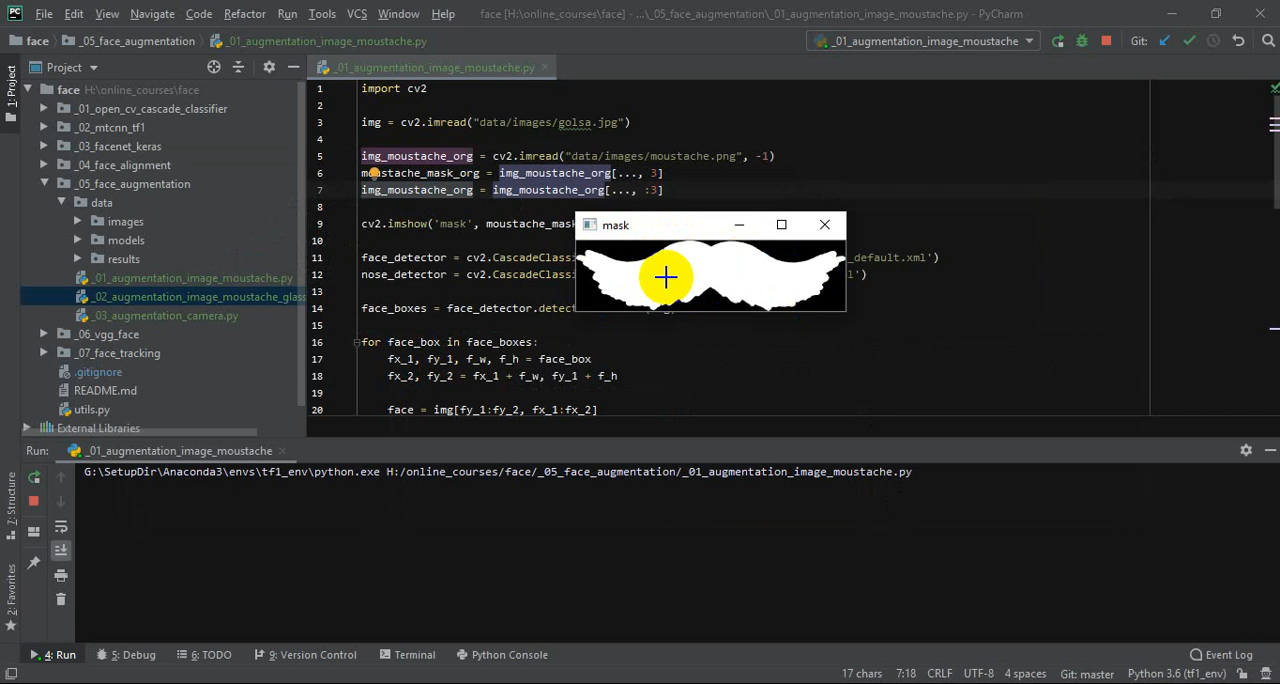 PC File Edit View Navigate Code Refactor Run Tools VCS Window Help face [H:\online_courses\face] - ...\_05_face_augmentation\_01_augmentation_image_moustache.py - PyCharm
face _05_face_augmentation _01_augmentation_image_moustache.py _01_augmentation_image_moustache Git:
1: Project
Project
_01_augmentation_image_moustache.py
face H:\online_courses\face
_01_open_cv_cascade_classifier
_02_mtcnn_tf1
_03_facenet_keras
_04_face_alignment
_05_face_augmentation
data
images
models
results
_01_augmentation_image_moustache.py
_02_augmentation_image_moustache_glass
_03_augmentation_camera.py
_06_vgg_face
_07_face_tracking
.gitignore
README.md
utils.py
External Libraries
1 import cv2
2
3 img = cv2.imread("data/images/golsa.jpg")
4
5 img_moustache_org = cv2.imread("data/images/moustache.png", -1)
6 moustache_mask_org = img_moustache_org[..., 3]
7 img_moustache_org = img_moustache_org[..., :3]
8
9 cv2.imshow('mask', moustache_mas
10
11 face_detector = cv2.CascadeClassi _default.xml')
12 nose_detector = cv2.CascadeClassi l')
13
14 face_boxes = face_detector.detect
15
16 for face_box in face_boxes:
17 fx_1, fy_1, f_w, f_h = face_box
18 fx_2, fy_2 = fx_1 + f_w, fy_1 + f_h
19
20 face = img[fy_1:fy_2, fx_1:fx_2]
mask
Run: _01_augmentation_image_moustache
G:\SetupDir\Anaconda3\envs\tf1_env\python.exe H:/online_courses/face/_05_face_augmentation/_01_augmentation_image_moustache.py
Z: Structure
2: Favorites
4: Run 5: Debug 6: TODO 9: Version Control Terminal Python Console Event Log
17 chars 7:18 CRLF UTF-8 4 spaces Git: master Python 3.6 (tf1_env)